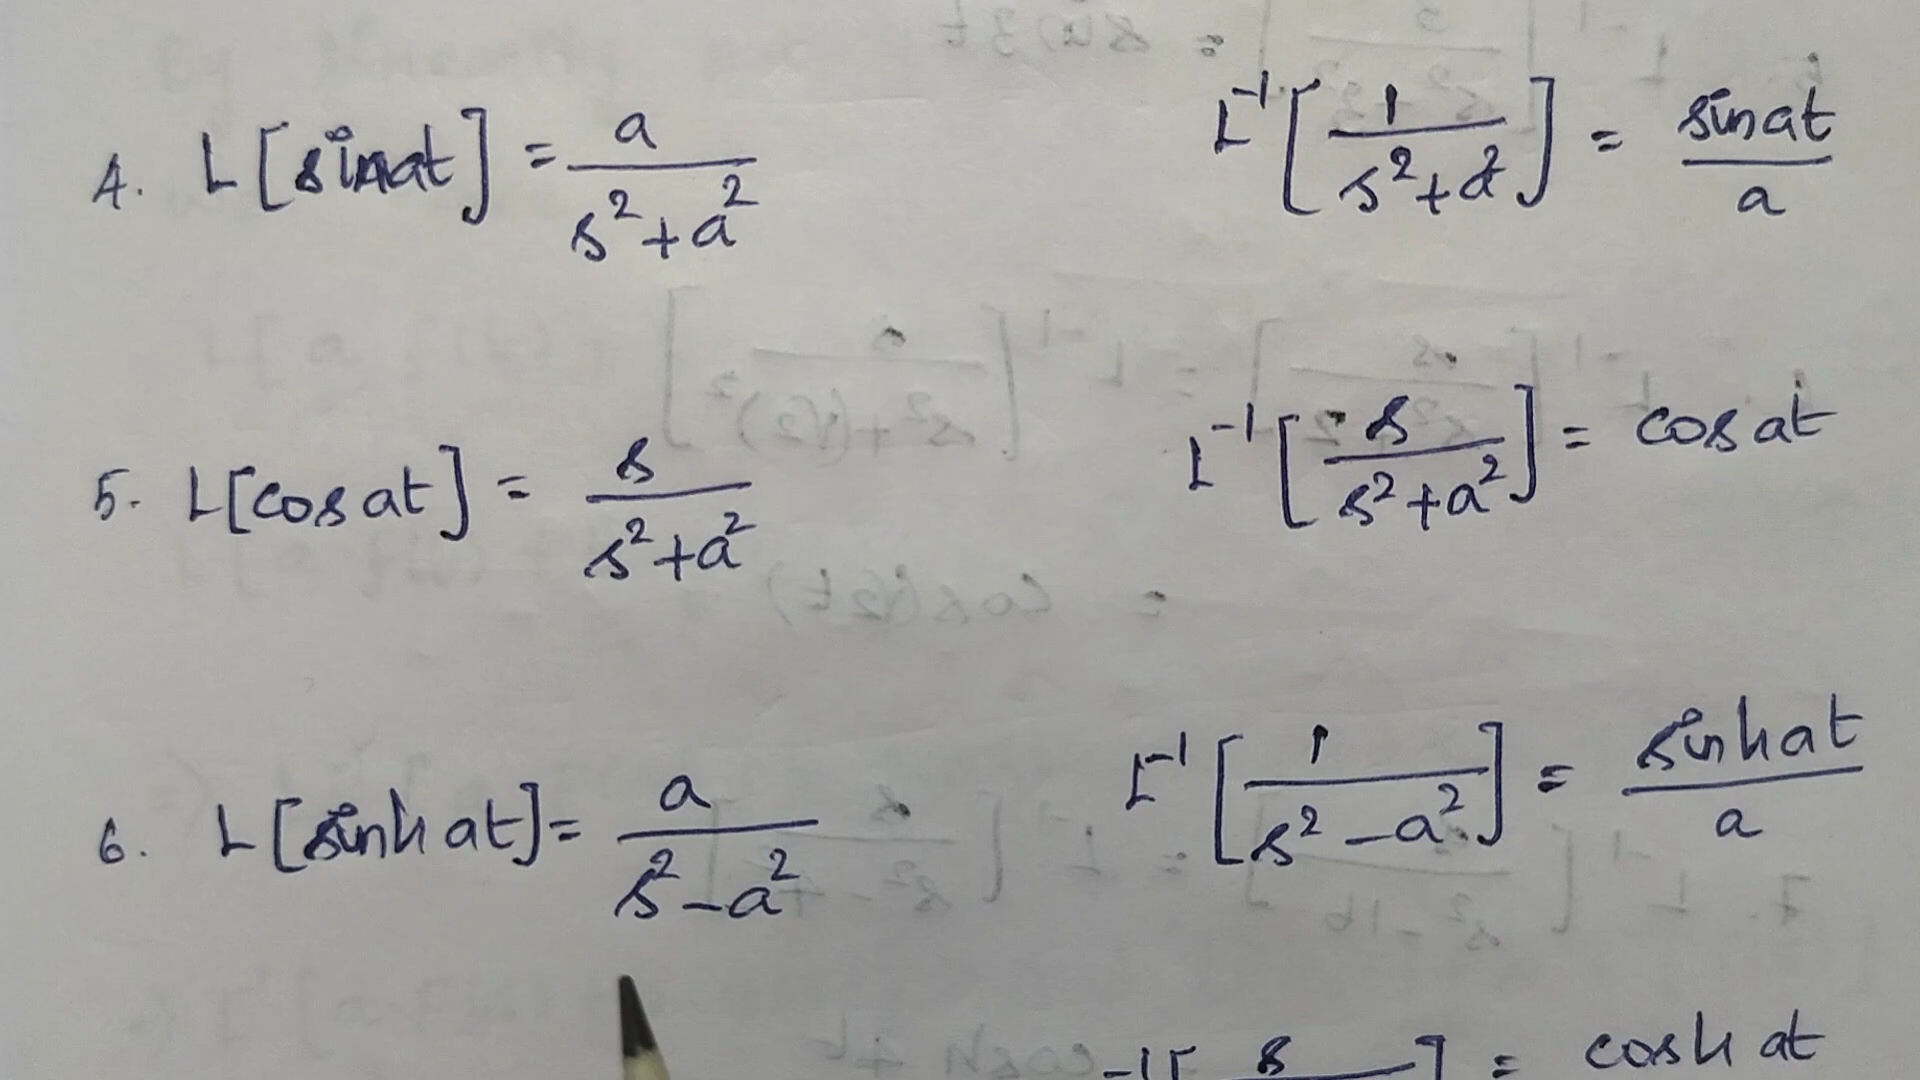 4. L[sinat] = a/(s²+a²)    L⁻¹[1/(s²+a²)] = sinat/a
5. L[cosat] = s/(s²+a²)    L⁻¹[s/(s²+a²)] = cosat
6. L[sinhat] = a/(s²-a²)    L⁻¹[1/(s²-a²)] = sinhat/a
s = coshat